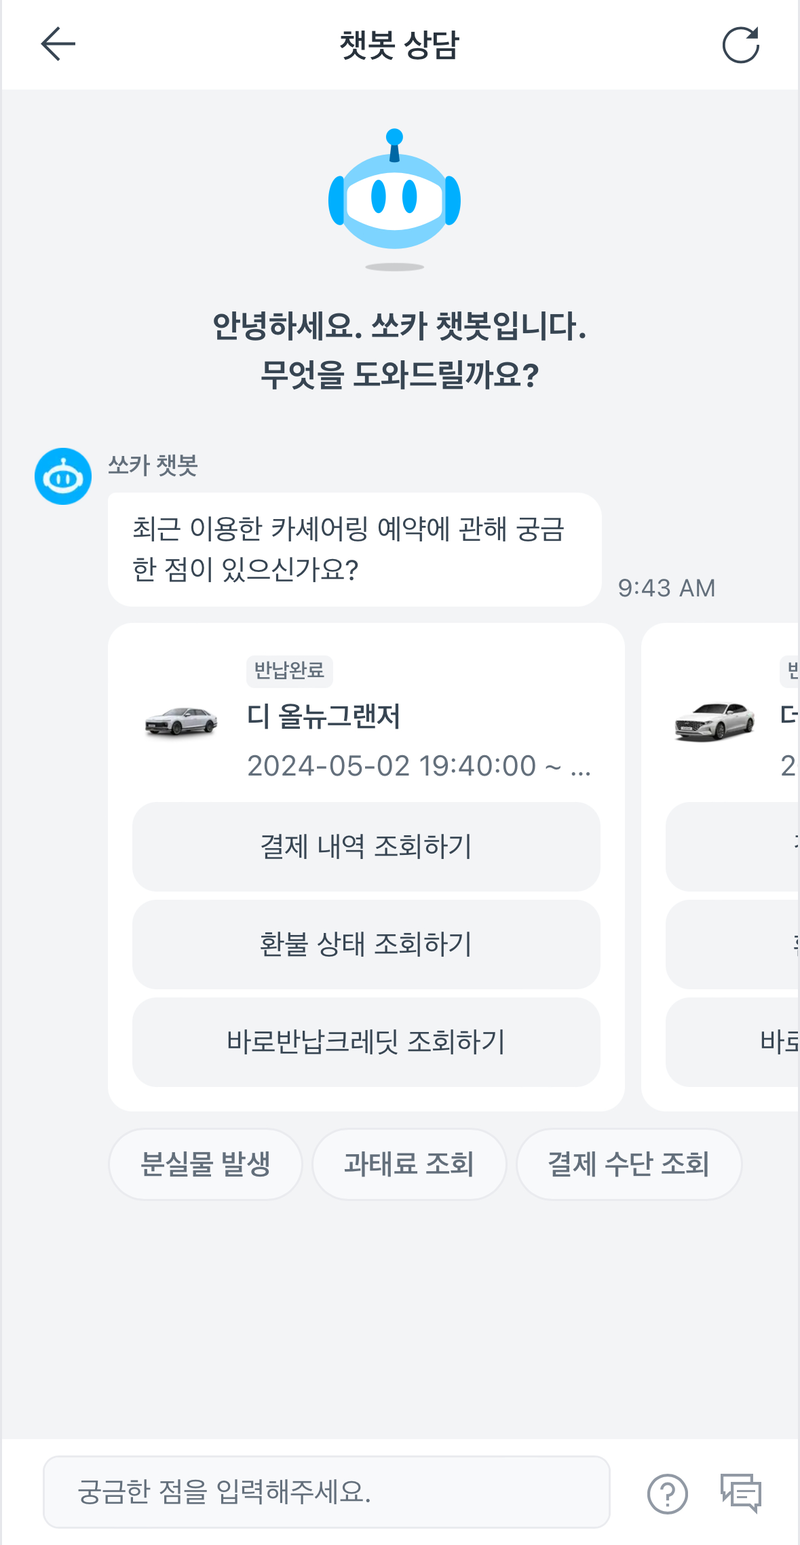 챗봇 상담
안녕하세요. 쏘카 챗봇입니다.
무엇을 도와드릴까요?
쏘카 챗봇
최근 이용한 카셰어링 예약에 관해 궁금
한 점이 있으신가요?
9:43 AM
반납완료
디 올뉴그랜저
2024-05-02 19:40:00 ~ ...
결제 내역 조회하기
환불 상태 조회하기
바로반납크레딧 조회하기
더
2
바로
분실물 발생
과태료 조회
결제 수단 조회
궁금한 점을 입력해주세요.